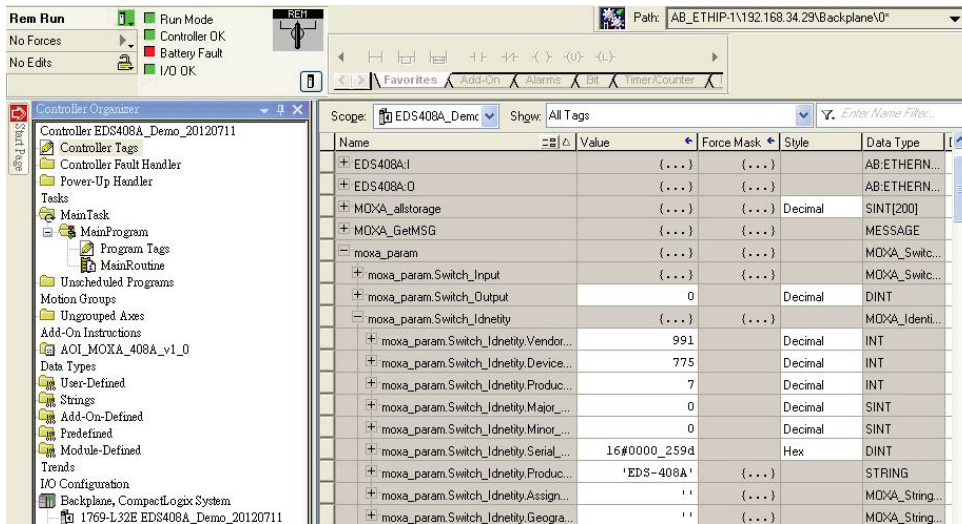 Rem Run
Run Mode
REM
Path: AB_ETHIP-1\192.168.34.29\Backplane\0*
No Forces
Controller OK
No Edits
Battery Fault
I/O OK
Favorites Add-On Alarms Bit Timer/Counter
Start Page
Controller Organizer
Controller EDS408A_Demo_20120711
Controller Tags
Controller Fault Handler
Power-Up Handler
Tasks
MainTask
MainProgram
Program Tags
MainRoutine
Unscheduled Programs
Motion Groups
Ungrouped Axes
Add-On Instructions
AOI_MOXA_408A_v1_0
Data Types
User-Defined
Strings
Add-On-Defined
Predefined
Module-Defined
Trends
I/O Configuration
Backplane, CompactLogix System
1769-L32E EDS408A_Demo_20120711
Scope: EDS408A_Demc Show: All Tags Enter Name Filter...
Name Value Force Mask Style Data Type
EDS408A:I {...} {...} AB:ETHERN...
EDS408A:O {...} {...} AB:ETHERN...
MOXA_allstorage {...} {...} Decimal SINT[200]
MOXA_GetMSG {...} {...} MESSAGE
moxa_param {...} {...} MOXA_Switc...
moxa_param.Switch_Input {...} {...} MOXA_Switc...
moxa_param.Switch_Output 0 Decimal DINT
moxa_param.Switch_Idnetity {...} {...} MOXA_Identi...
moxa_param.Switch_Idnetity.Vendor... 991 Decimal INT
moxa_param.Switch_Idnetity.Device... 775 Decimal INT
moxa_param.Switch_Idnetity.Produc... 7 Decimal INT
moxa_param.Switch_Idnetity.Major_... 0 Decimal SINT
moxa_param.Switch_Idnetity.Minor_... 0 Decimal SINT
moxa_param.Switch_Idnetity.Serial_... 16#0000_259d Hex DINT
moxa_param.Switch_Idnetity.Produc... 'EDS-408A' {...} STRING
moxa_param.Switch_Idnetity.Assign... '' {...} MOXA_String...
moxa_param.Switch_Idnetity.Geogra... '' {...} MOXA_String...